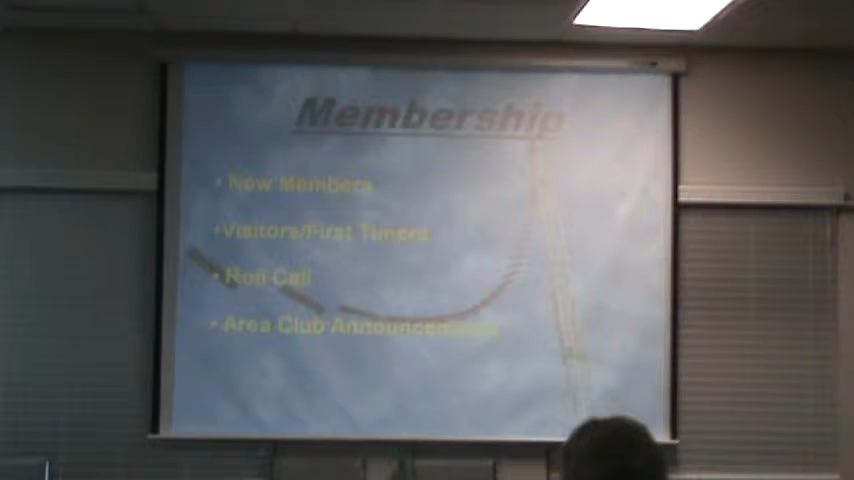 Membership
• New Members
• Visitors/First Timers
• Roll Call
• Area Club Announcements